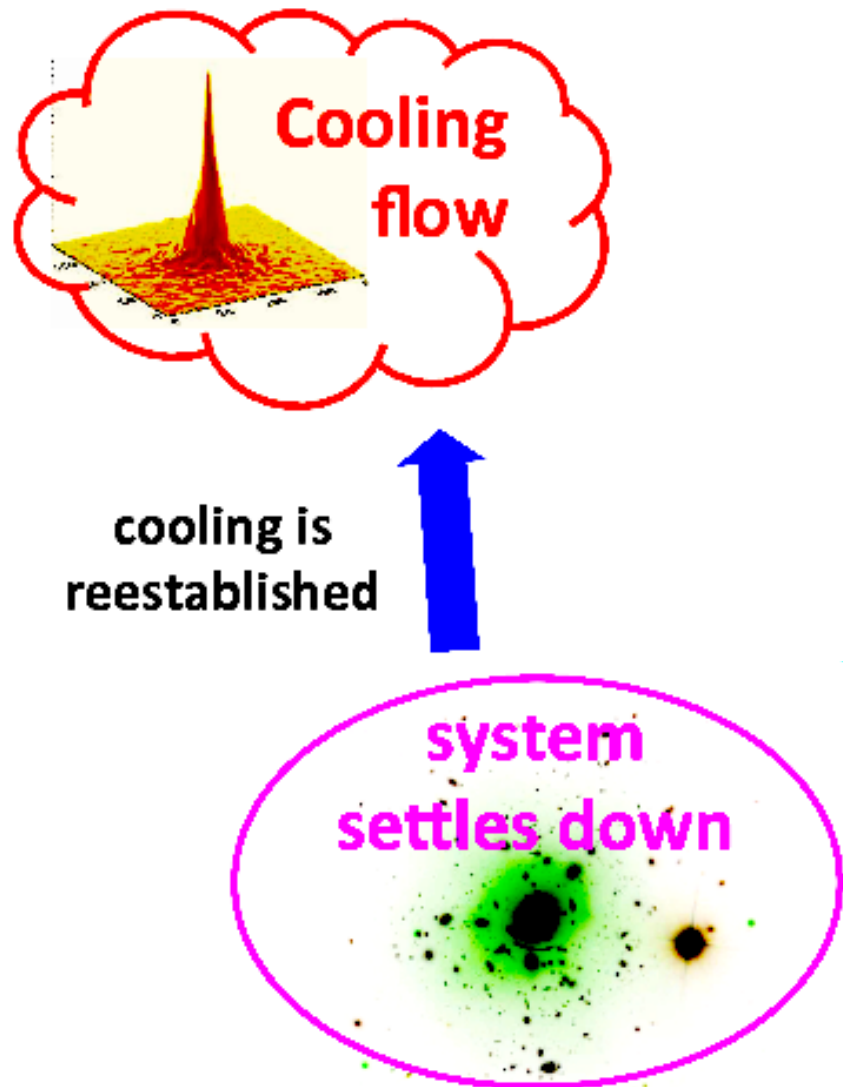 Cooling
flow
cooling is
reestablished
system
settles down